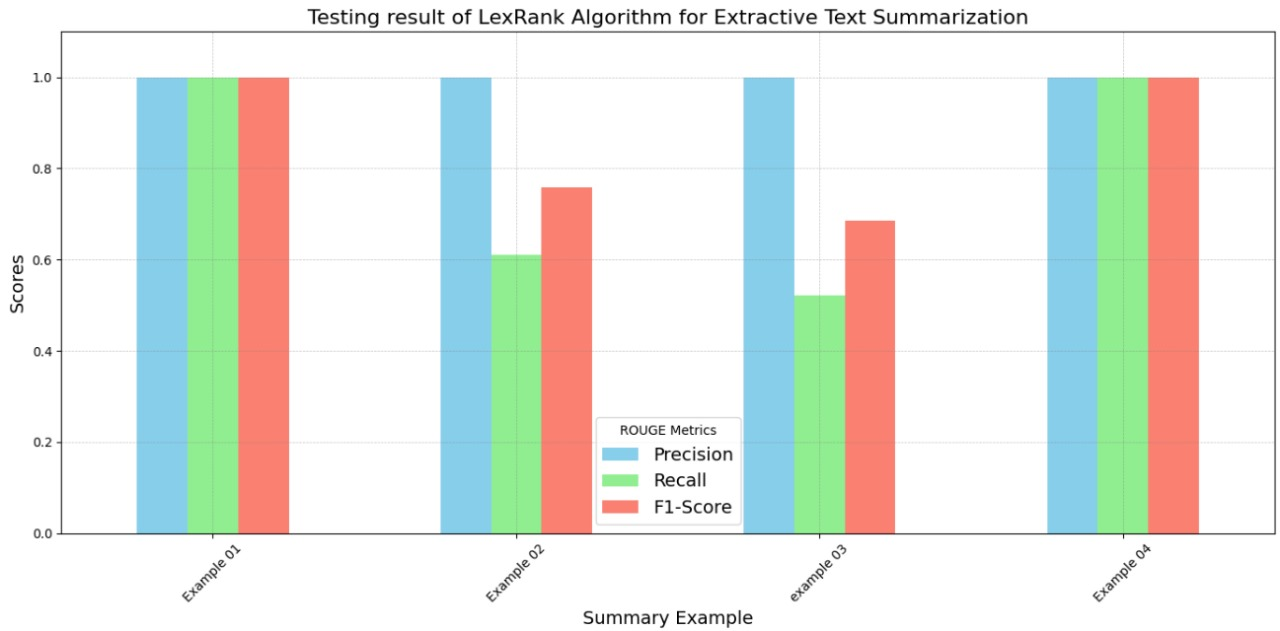 Testing result of LexRank Algorithm for Extractive Text Summarization
Scores
1.0
0.8
0.6
0.4
0.2
0.0
ROUGE Metrics
Precision
Recall
F1-Score
Example 01
Example 02
example 03
Example 04
Summary Example